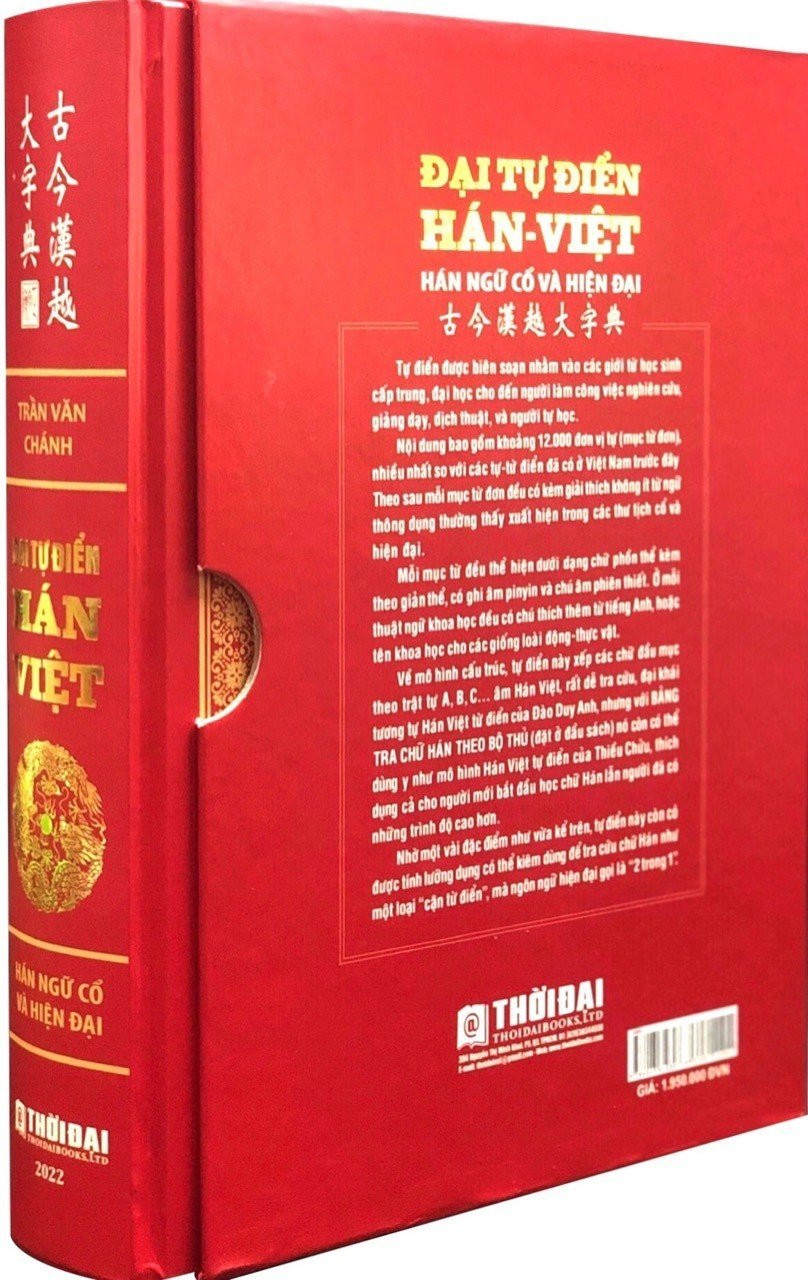 古今漢越
大字典
TRẦN VĂN
CHÁNH
ĐẠI TỰ ĐIỂN
HÁN
VIỆT
HÁN NGỮ CỔ
VÀ HIỆN ĐẠI
THỜI ĐẠI
THOIDAIBOOKS.LTD
2022
ĐẠI TỰ ĐIỂN
HÁN-VIỆT
HÁN NGỮ CỔ VÀ HIỆN ĐẠI
古今漢越大字典
Tự điển được biên soạn nhằm vào các giới từ học sinh
cấp trung, đại học cho đến người làm công việc nghiên cứu,
giảng dạy, dịch thuật, và người tự học.
Nội dung bao gồm khoảng 12.000 đơn vị tự (mục từ đơn),
nhiều nhất so với các tự-từ điển đã có ở Việt Nam trước đây
Theo sau mỗi mục từ đơn đều có kèm giải thích không ít từ ngữ
thông dụng thường thấy xuất hiện trong các thư tịch cổ và
hiện đại.
Mỗi mục từ đều thể hiện dưới dạng chữ phồn thể kèm
theo giản thể, có ghi âm pinyin và chú âm phiên thiết. Ở mỗi
thuật ngữ khoa học đều có chú thích thêm từ tiếng Anh, hoặc
tên khoa học cho các giống loài động-thực vật.
Về mô hình cấu trúc, tự điển này xếp các chữ đầu mục
theo trật tự A, B, C... âm Hán Việt, rất dễ tra cứu, đại khái
tương tự Hán Việt từ điển của Đào Duy Anh, nhưng với BẢNG
TRA CHỮ HÁN THEO BỘ THỦ (đặt ở đầu sách) nó còn có thể
dùng y như mô hình Hán Việt tự điển của Thiều Chửu, thích
dụng cả cho người mới bắt đầu học chữ Hán lẫn người đã có
những trình độ cao hơn.
Nhờ một vài đặc điểm như vừa kể trên, tự điển này còn có
được tính lưỡng dụng có thể kiêm dùng để tra cứu chữ Hán như
một loại "cận từ điển", mà ngôn ngữ hiện đại gọi là "2 trong 1".
THỜI ĐẠI
THOIDAIBOOKS.LTD
GIÁ: 1.950.000 ĐVN